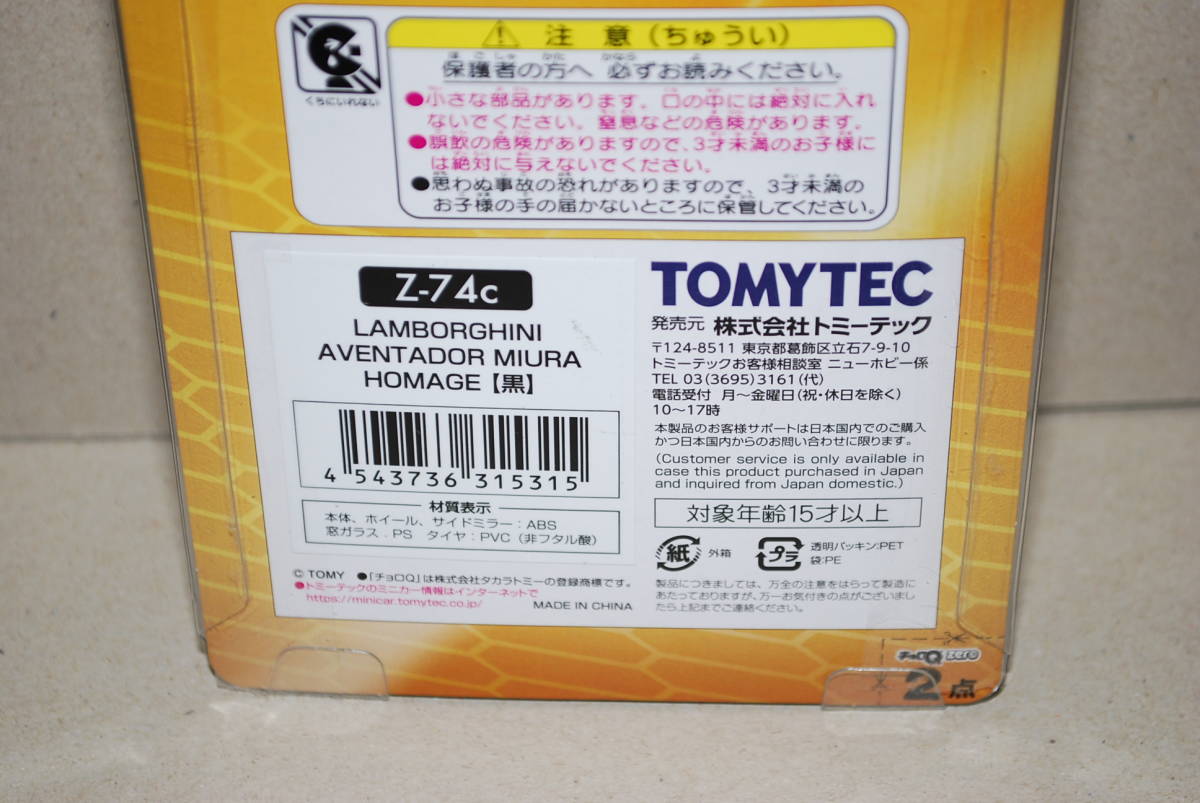 くちにいれない
注意(ちゅうい)
保護者の方へ 必ずお読みください。
●小さな部品があります。口の中には絶対に入れ
ないでください。窒息などの危険があります。
●誤飲の危険がありますので、3才未満のお子様に
は絶対に与えないでください。
●思わぬ事故の恐れがありますので、3才未満の
お子様の手の届かないところに保管してください。
Z-74c
LAMBORGHINI
AVENTADOR MIURA
HOMAGE【黒】
4 543736 315315
材質表示
本体、ホイール、サイドミラー:ABS
窓ガラス:PS タイヤ:PVC(非フタル酸)
© TOMY ●「チョロQ」は株式会社タカラトミーの登録商標です。
●トミーテックのミニカー情報はインターネットで
https://minicar.tomytec.co.jp/
MADE IN CHINA
TOMYTEC
発売元 株式会社トミーテック
〒124-8511 東京都葛飾区立石7-9-10
トミーテックお客様相談室 ニューホビー係
TEL 03(3695)3161(代)
電話受付 月〜金曜日(祝・休日を除く)
10〜17時
本製品のお客様サポートは日本国内でのご購入
かつ日本国内からのお問い合わせに限ります。
(Customer service is only available in
case this product purchased in Japan
and inquired from Japan domestic.)
対象年齢15才以上
紙 外箱
プラ 透明パッキン:PET
袋:PE
製品につきましては、万全の注意をはらって製造に
あたっておりますが、万一お気付きの点がございまし
たら上記までご連絡ください。
チョロQ zero
2点